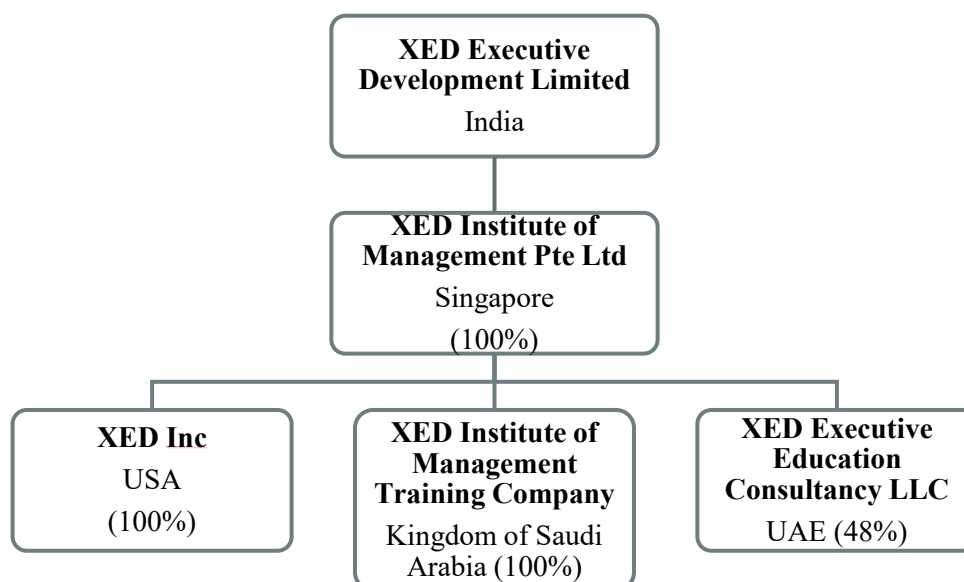 XED Executive
Development Limited
India
XED Institute of
Management Pte Ltd
Singapore
(100%)
XED Inc
USA
(100%)
XED Institute of
Management
Training Company
Kingdom of Saudi
Arabia (100%)
XED Executive
Education
Consultancy LLC
UAE (48%)